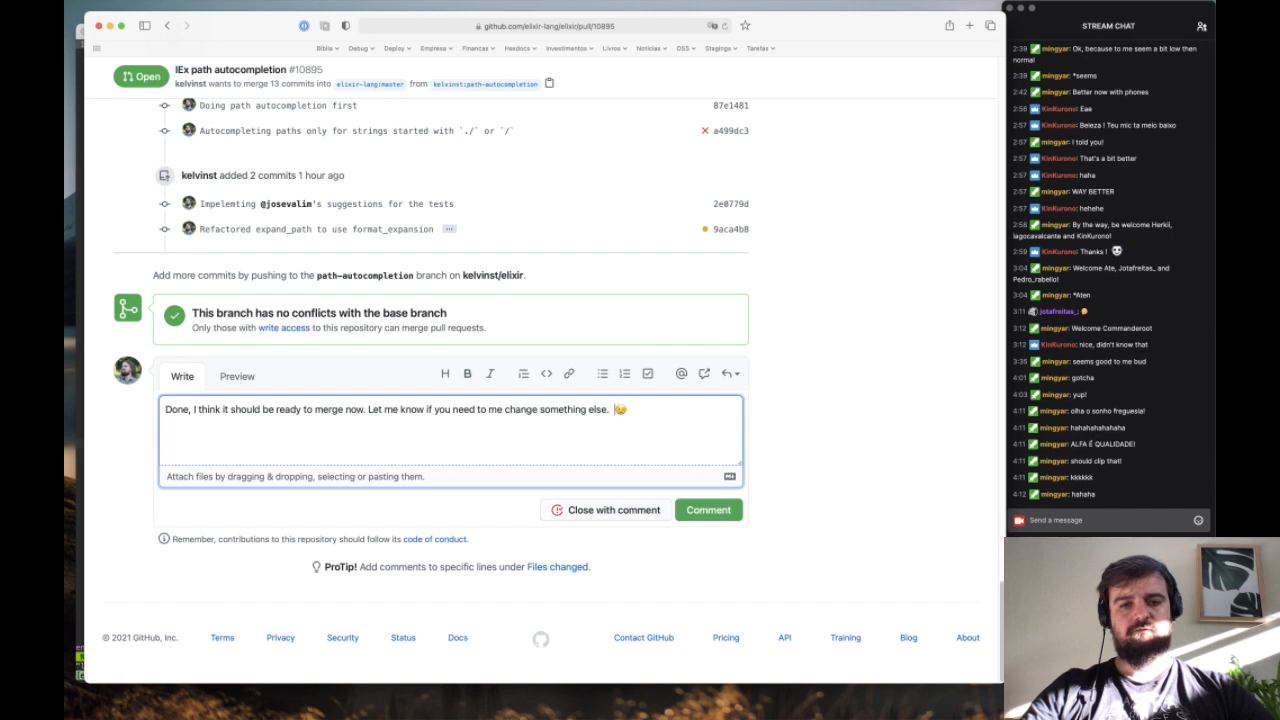 github.com/elixir-lang/elixir/pull/10895
Bíblia Debug Deploy Empresa Financas Hexdocs Investimentos Livros Notícias OSS Stagings Tarefas
Open
IEx path autocompletion #10895
kelvinst wants to merge 13 commits into elixir-lang:master from kelvinst:path-autocompletion
Doing path autocompletion first 87e1481
Autocompleting paths only for strings started with `./` or `/` a499dc3
kelvinst added 2 commits 1 hour ago
Impelemting @josevalim's suggestions for the tests 2e0779d
Refactored expand_path to use format_expansion ... 9aca4b8
Add more commits by pushing to the path-autocompletion branch on kelvinst/elixir.
This branch has no conflicts with the base branch
Only those with write access to this repository can merge pull requests.
Write Preview
Done, I think it should be ready to merge now. Let me know if you need to me change something else. 😉
Attach files by dragging & dropping, selecting or pasting them.
Close with comment Comment
Remember, contributions to this repository should follow its code of conduct.
ProTip! Add comments to specific lines under Files changed.
© 2021 GitHub, Inc. Terms Privacy Security Status Docs Contact GitHub Pricing API Training Blog About
STREAM CHAT
2:39 mingyar: Ok, because to me seem a bit low then
normal
2:39 mingyar: *seems
2:42 mingyar: Better now with phones
2:56 KinKurono: Eae
2:57 KinKurono: Beleza ! Teu mic ta meio baixo
2:57 mingyar: I told you!
2:57 KinKurono: That's a bit better
2:57 KinKurono: haha
2:57 mingyar: WAY BETTER
2:57 KinKurono: hehehe
2:58 mingyar: By the way, be welcome Herkii,
iagocavalcante and KinKurono!
2:59 KinKurono: Thanks !
3:04 mingyar: Welcome Ate, Jotafreitas_ and
Pedro_rabello!
3:04 mingyar: *Aten
3:11 jotafreitas_:
3:12 mingyar: Welcome Commanderoot
3:12 KinKurono: nice, didn't know that
3:35 mingyar: seems good to me bud
4:01 mingyar: gotcha
4:03 mingyar: yup!
4:11 mingyar: olha o sonho freguesia!
4:11 mingyar: hahahahahahaha
4:11 mingyar: ALFA É QUALIDADE!
4:11 mingyar: should clip that!
4:11 mingyar: kkkkkk
4:12 mingyar: hahaha
Send a message